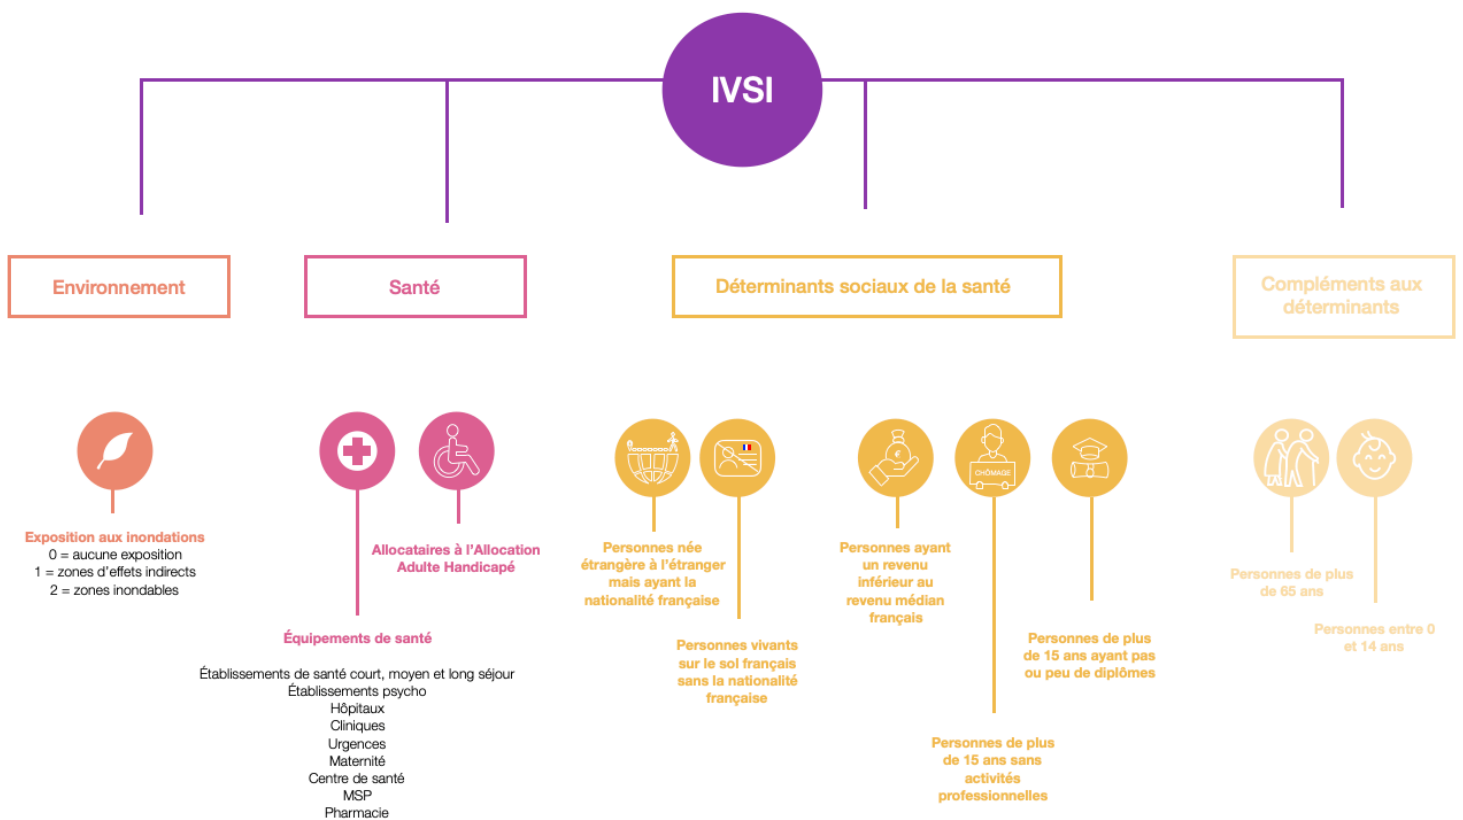 IVSI
Environnement
Santé
Déterminants sociaux de la santé
Compléments aux
déterminants
Exposition aux inondations
0 = aucune exposition
1 = zones d'effets indirects
2 = zones inondables
Allocataires à l'Allocation
Adulte Handicapé
Équipements de santé
Établissements de santé court, moyen et long séjour
Établissements psycho
Hôpitaux
Cliniques
Urgences
Maternité
Centre de santé
MSP
Pharmacie
Personnes née
étrangère à l'étranger
mais ayant la
nationalité française
Personnes vivants
sur le sol français
sans la nationalité
française
€
Personnes ayant
un revenu
inférieur au
revenu médian
français
CHÔMAGE
Personnes de plus
de 15 ans sans
activités
professionnelles
Personnes de plus
de 15 ans ayant pas
ou peu de diplômes
Personnes de plus
de 65 ans
Personnes entre 0
et 14 ans